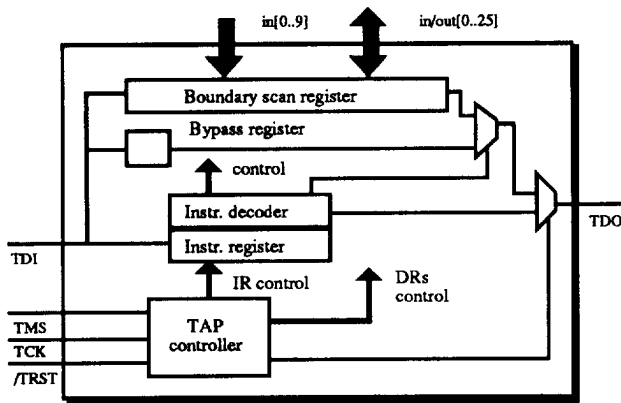 in[0..9]
in/out[0..25]
Boundary scan register
Bypass register
control
Instr. decoder
Instr. register
TDI
TDO
IR control
DRs
control
TMS
TCK
/TRST
TAP
controller